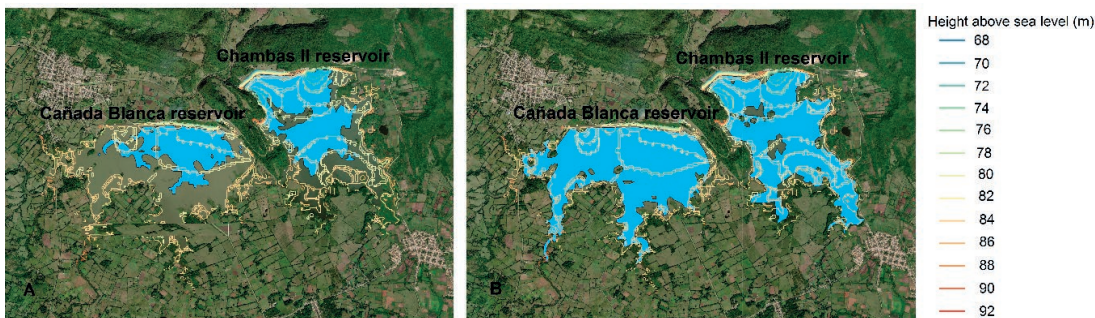 Chambas II reservoir
Cañada Blanca reservoir
A
Chambas II reservoir
Cañada Blanca reservoir
B
Height above sea level (m)
68
70
72
74
76
78
80
82
84
86
88
90
92